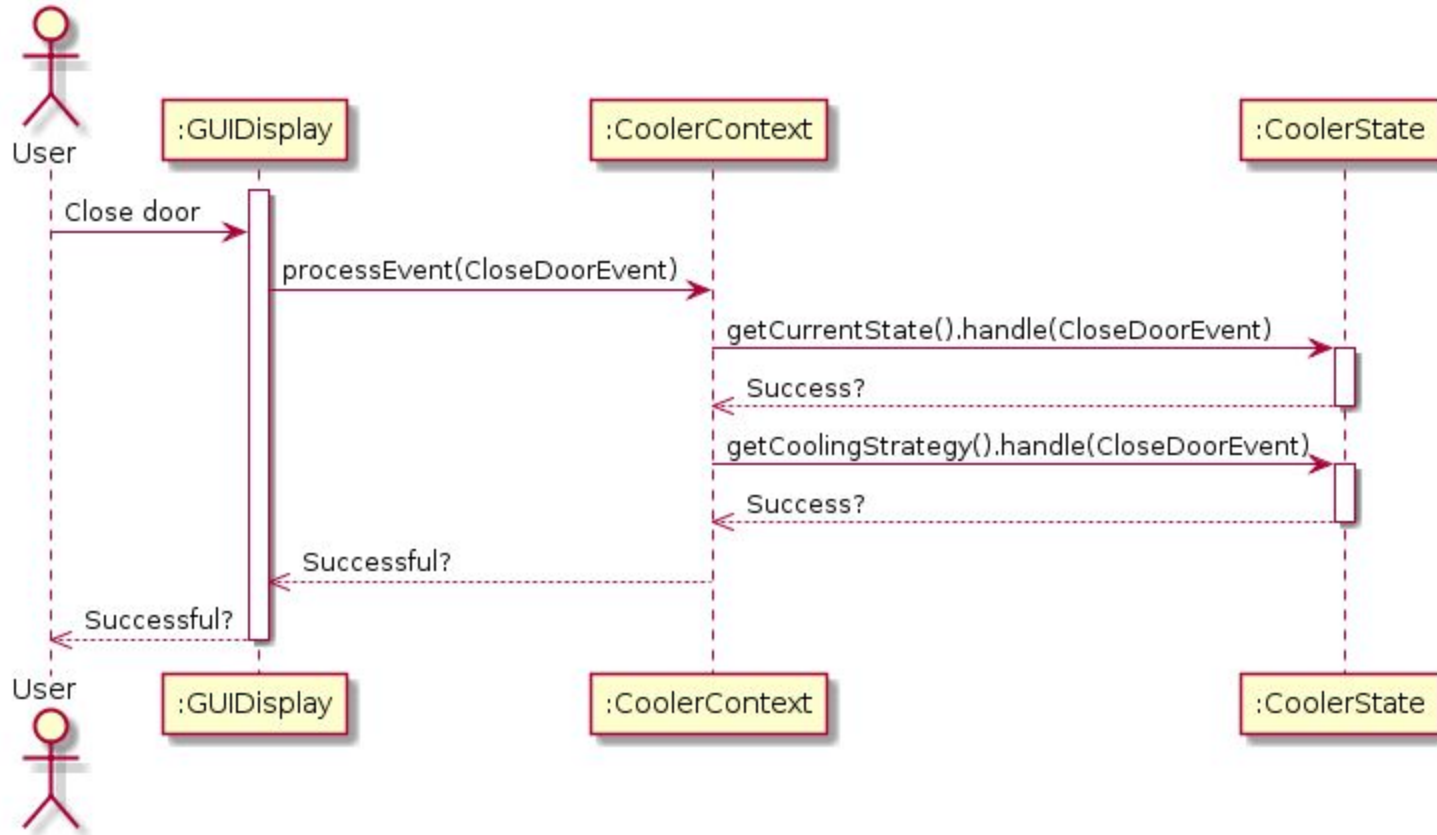 User
:GUIDisplay
:CoolerContext
:CoolerState
Close door
processEvent(CloseDoorEvent)
getCurrentState().handle(CloseDoorEvent)
Success?
getCoolingStrategy().handle(CloseDoorEvent)
Success?
Successful?
Successful?
User
:GUIDisplay
:CoolerContext
:CoolerState